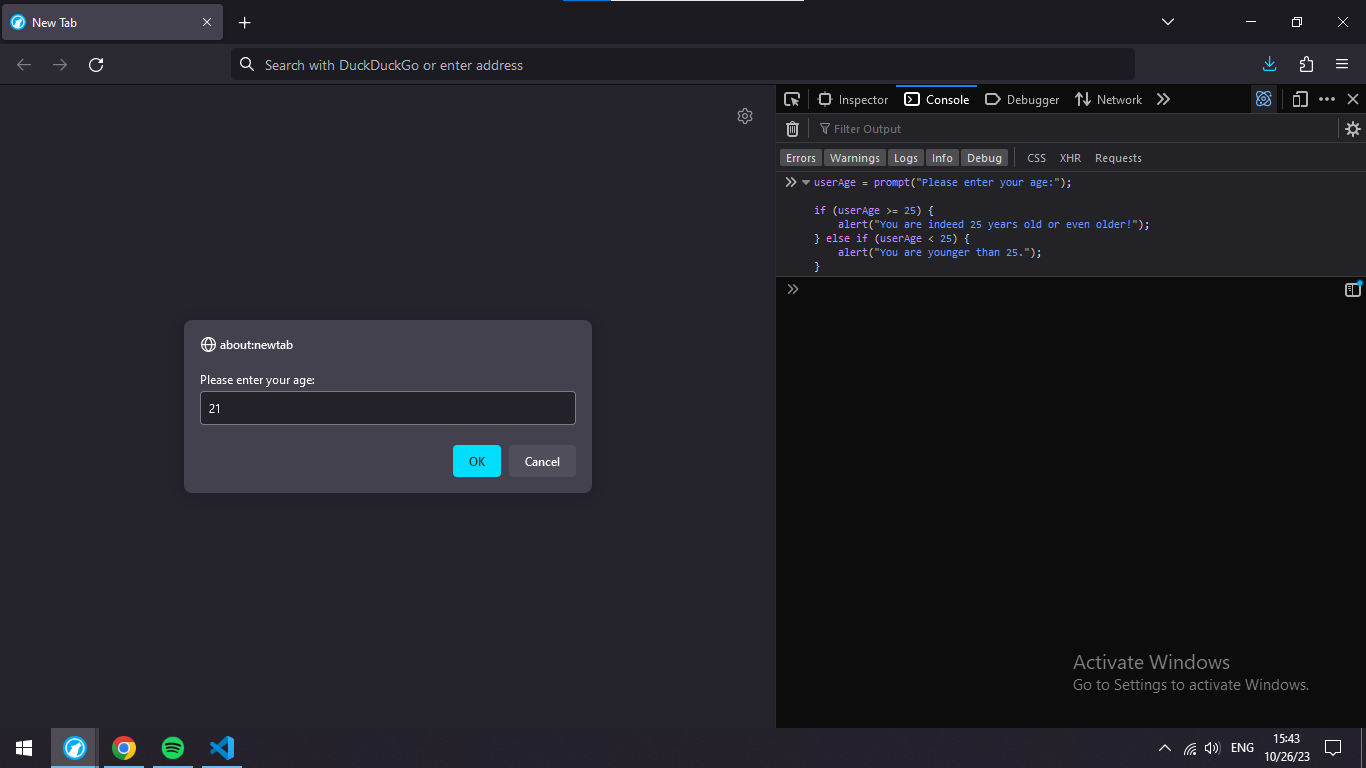 New Tab
Search with DuckDuckGo or enter address
Inspector
Console
Debugger
Network
Filter Output
Errors
Warnings
Logs
Info
Debug
CSS
XHR
Requests
userAge = prompt("Please enter your age:");
if (userAge >= 25) {
alert("You are indeed 25 years old or even older!");
} else if (userAge < 25) {
alert("You are younger than 25.");
}
about:newtab
Please enter your age:
21
OK
Cancel
Activate Windows
Go to Settings to activate Windows.
ENG
15:43
10/26/23